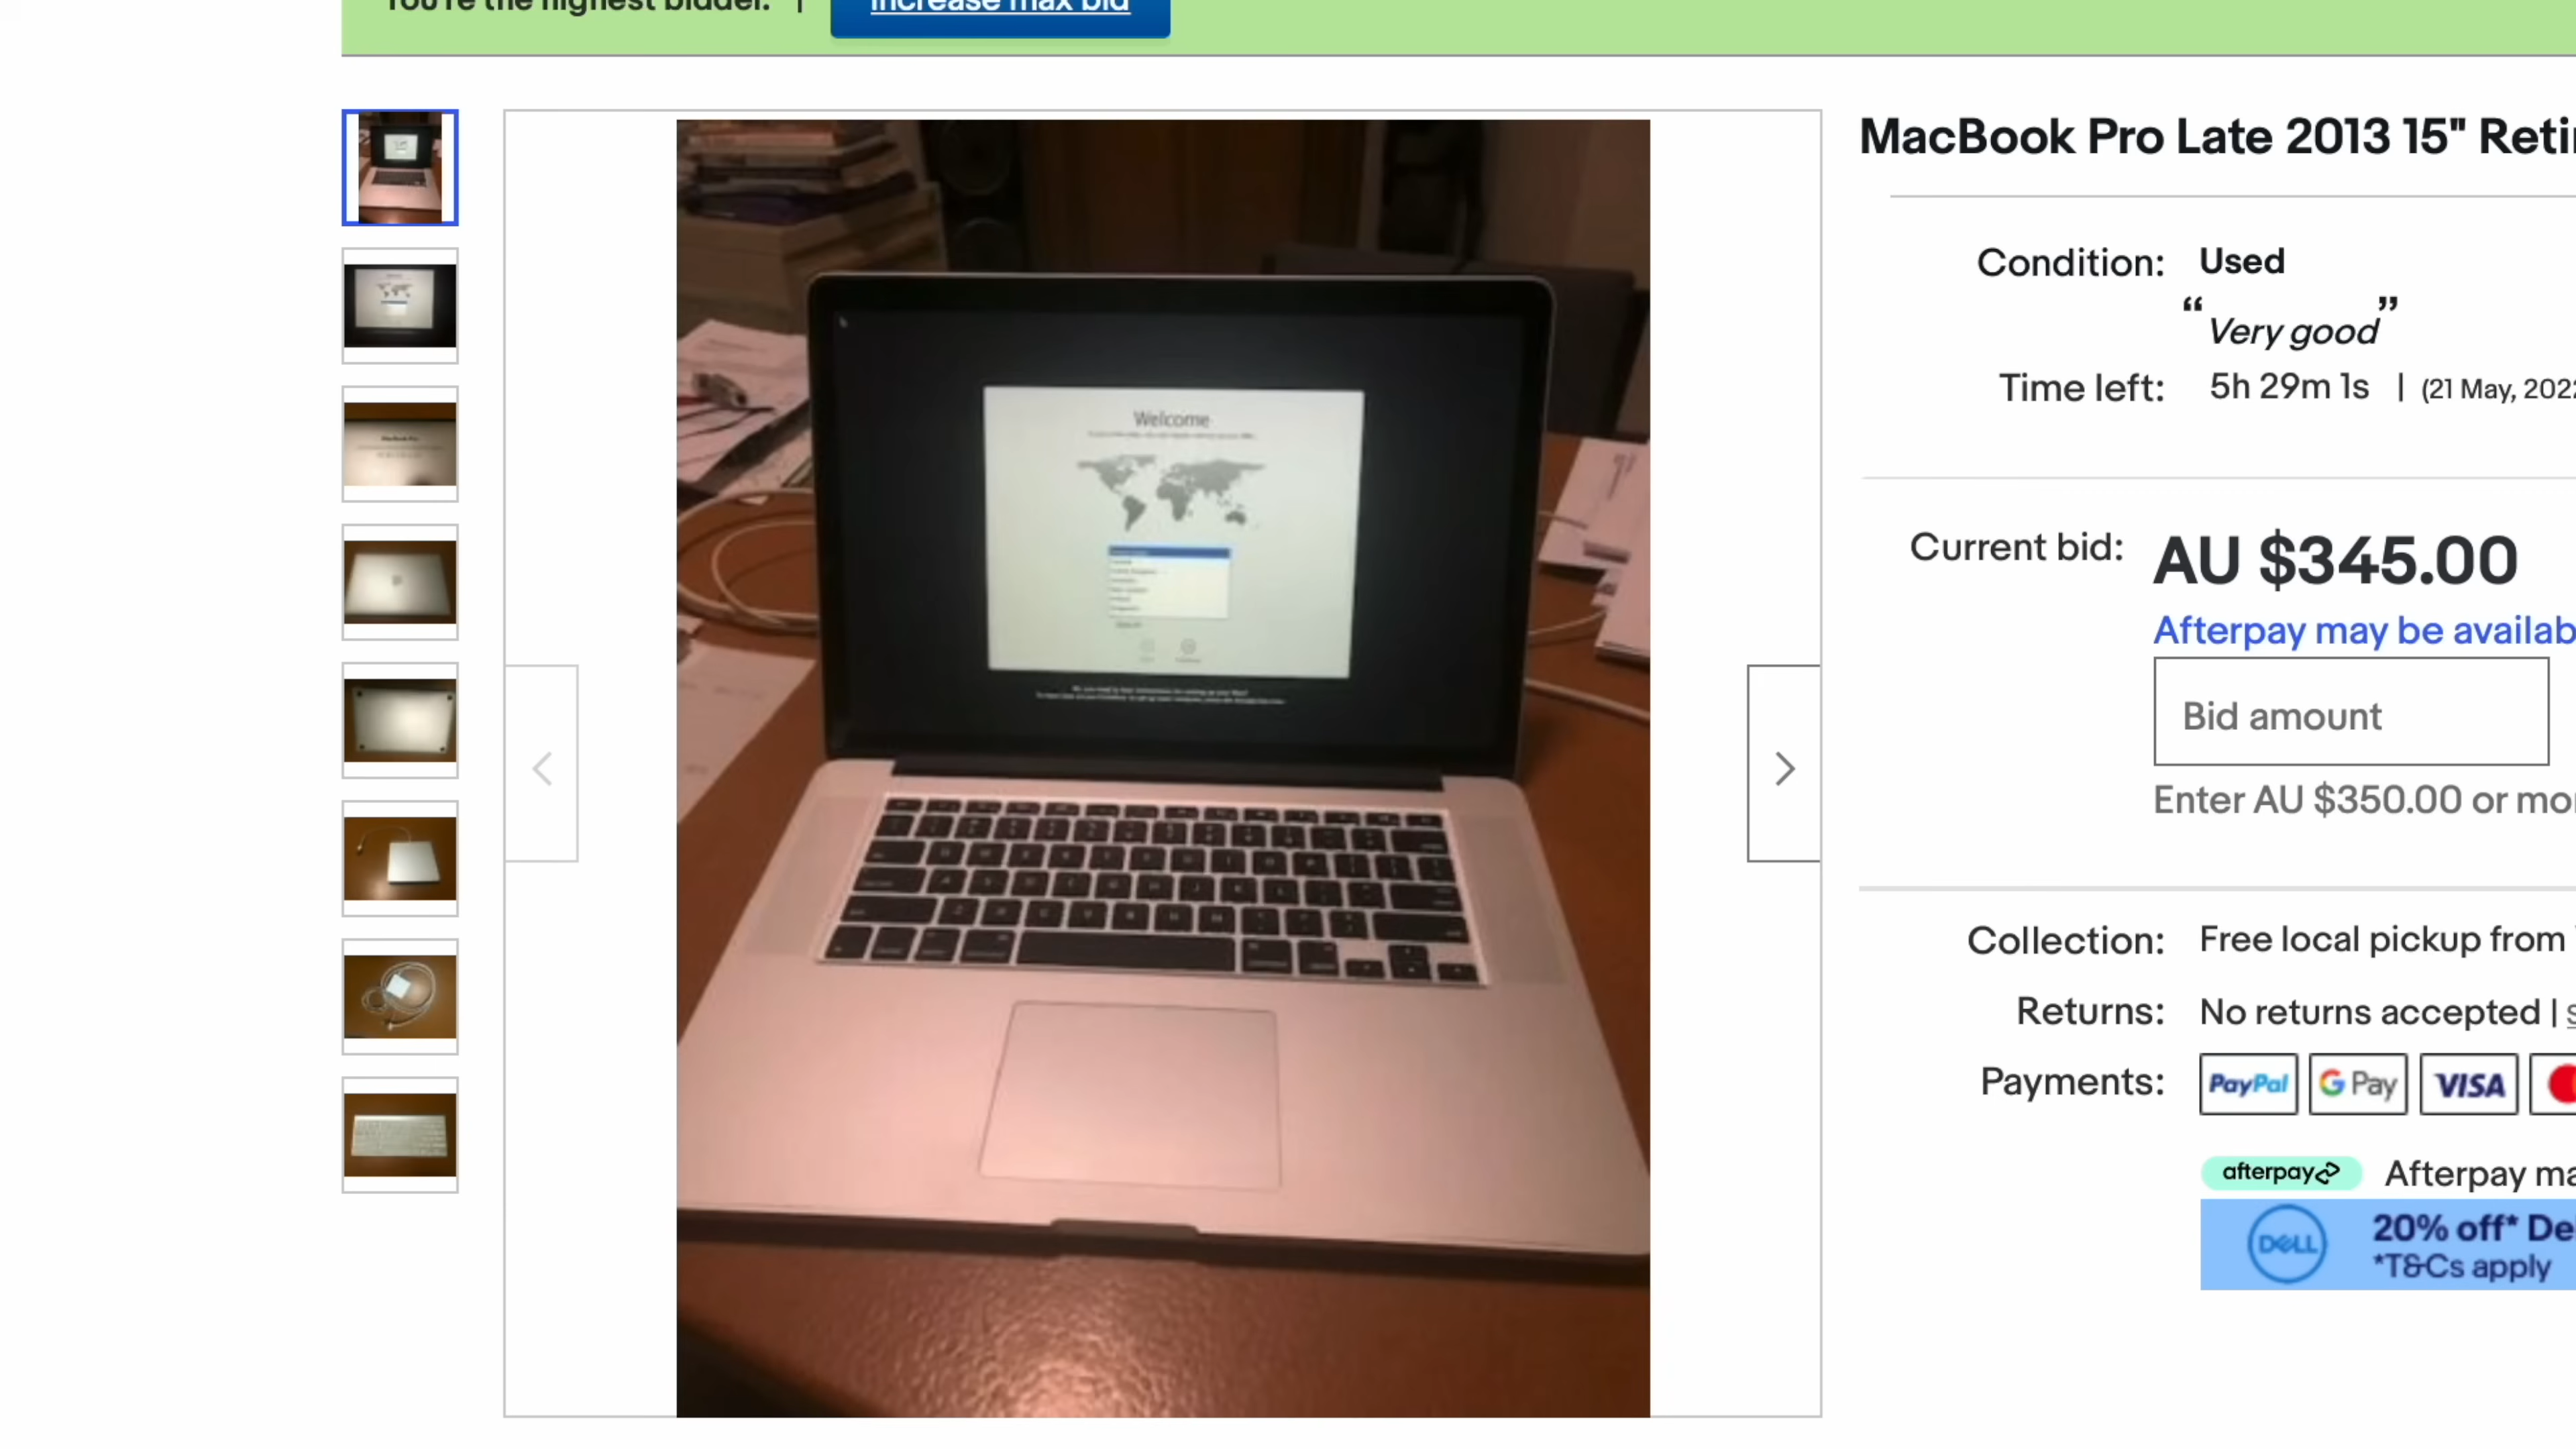 You're the highest bidder. | Increase max bid
MacBook Pro Late 2013 15" Reti
Condition: Used
“Very good”
Time left: 5h 29m 1s | (21 May, 202
Current bid: AU $345.00
Afterpay may be availab
Bid amount
Enter AU $350.00 or mo
Collection: Free local pickup from
Returns: No returns accepted | s
Payments: PayPal G Pay VISA
afterpay Afterpay ma
DELL 20% off* De
*T&Cs apply
Welcome
MacBook Pro